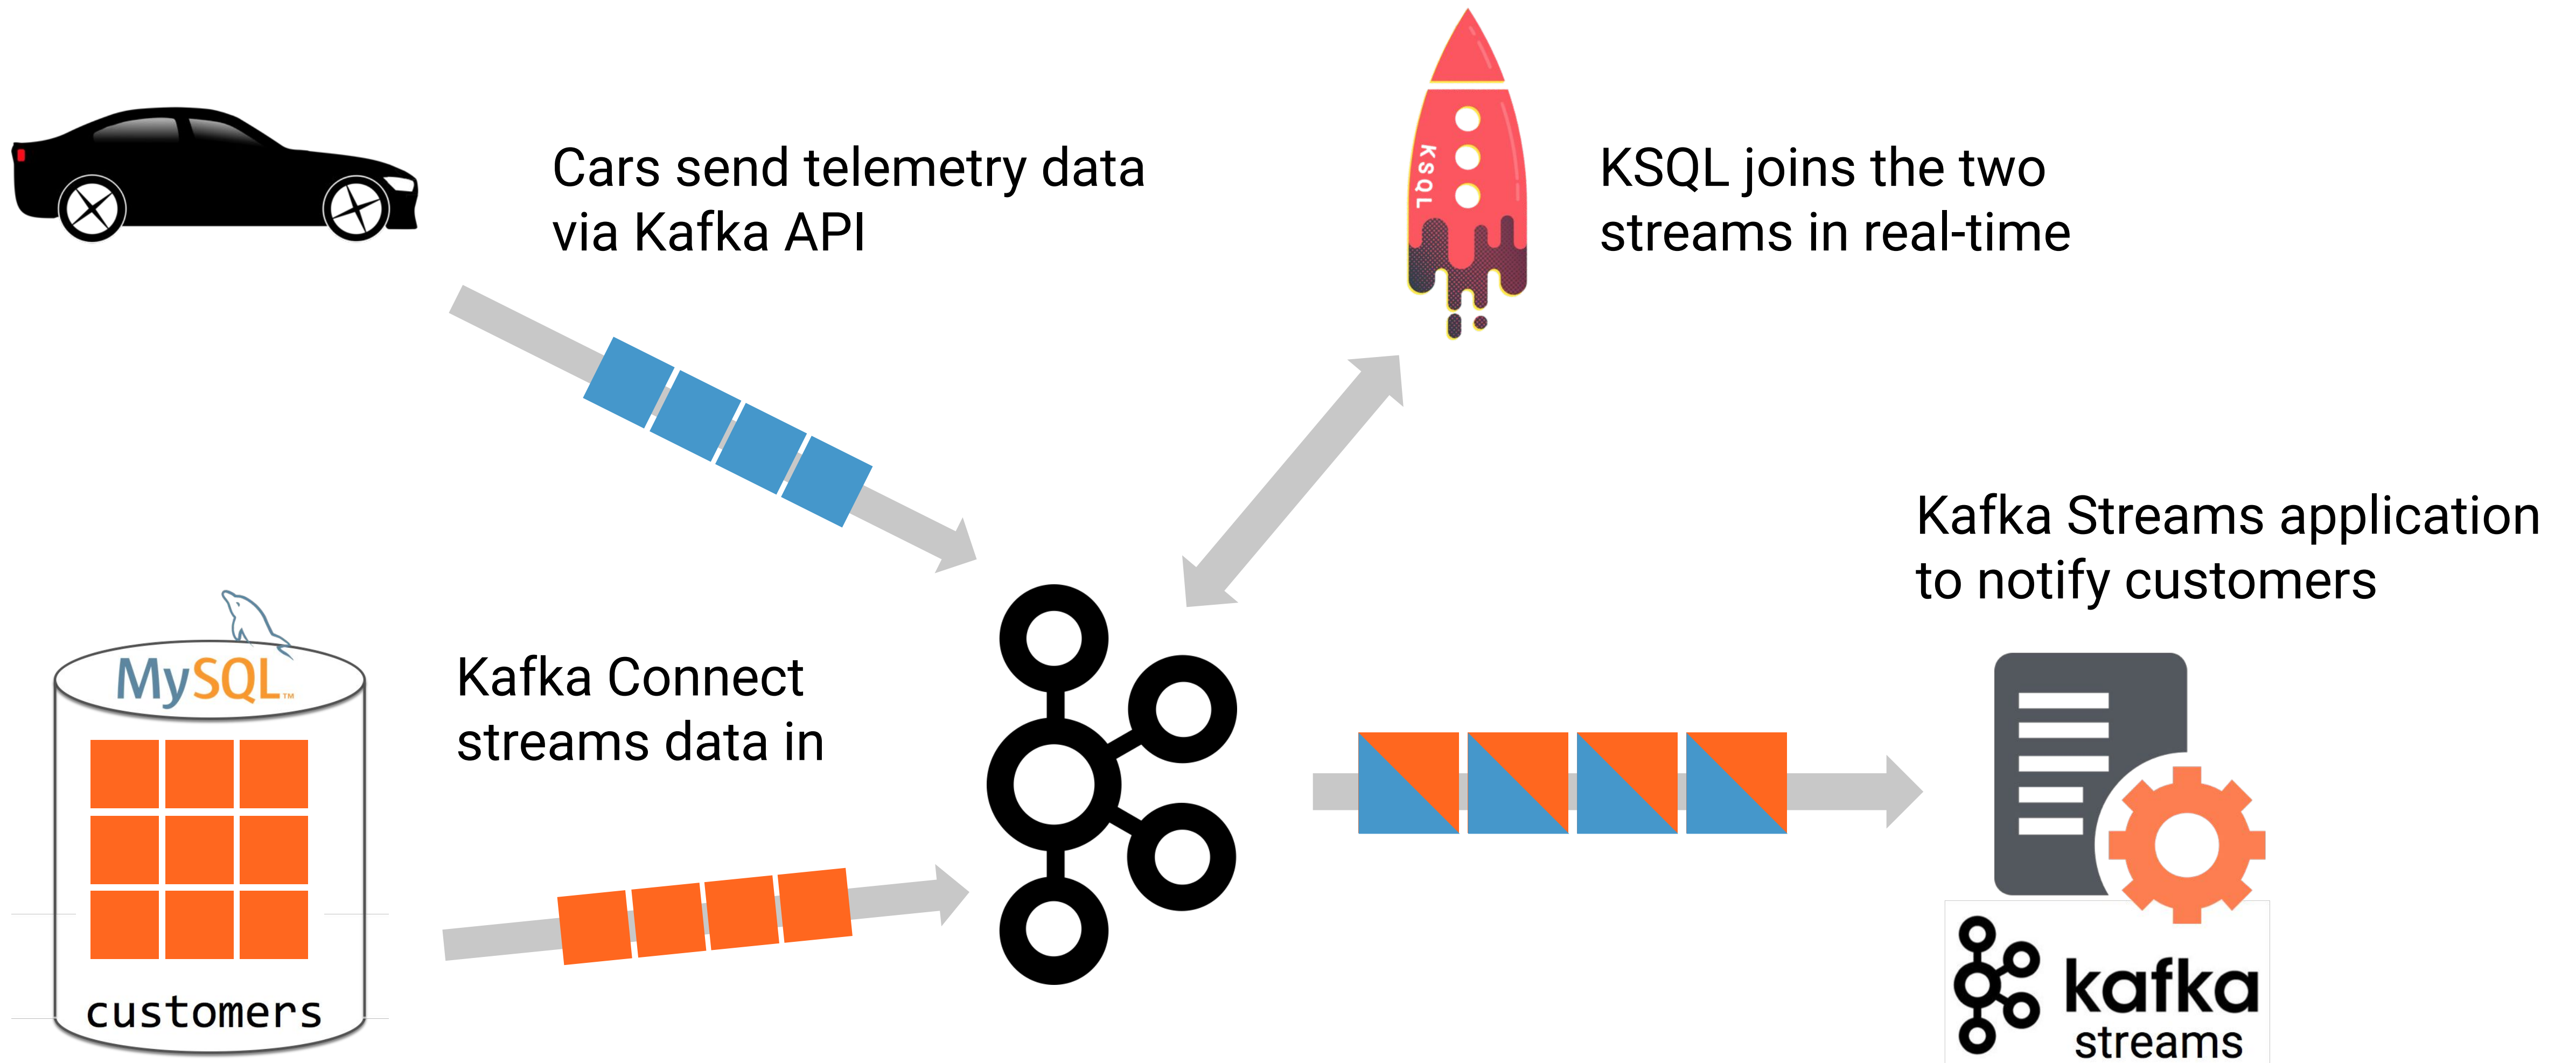 Cars send telemetry data
via Kafka API
KSQL
KSQL joins the two
streams in real-time
Kafka Streams application
to notify customers
MySQL™
Kafka Connect
streams data in
customers
kafka
streams